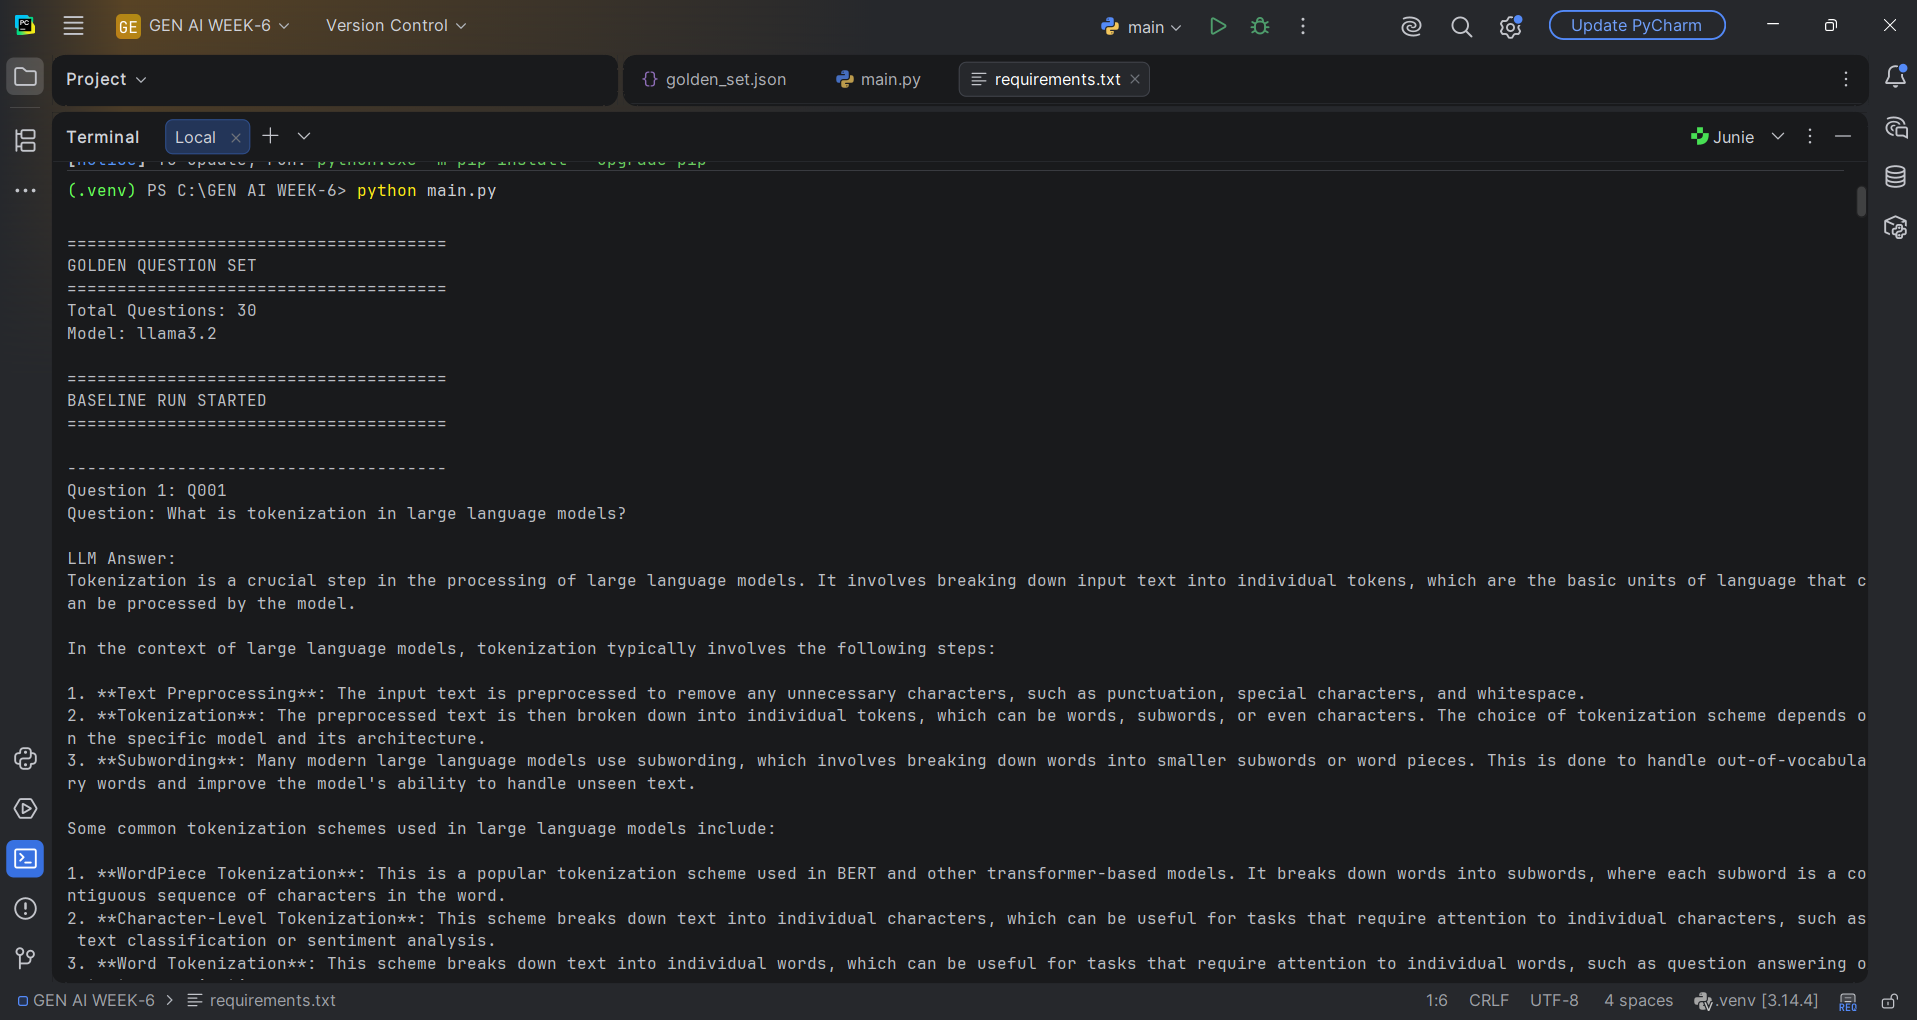 PC
GE GEN AI WEEK-6 Version Control main Update PyCharm
Project golden_set.json main.py requirements.txt
Terminal Local Junie
[notice] To update, run: python.exe -m pip install --upgrade pip
(.venv) PS C:\GEN AI WEEK-6> python main.py
======================================
GOLDEN QUESTION SET
======================================
Total Questions: 30
Model: llama3.2
======================================
BASELINE RUN STARTED
======================================
--------------------------------------
Question 1: Q001
Question: What is tokenization in large language models?
LLM Answer:
Tokenization is a crucial step in the processing of large language models. It involves breaking down input text into individual tokens, which are the basic units of language that c
an be processed by the model.
In the context of large language models, tokenization typically involves the following steps:
1. **Text Preprocessing**: The input text is preprocessed to remove any unnecessary characters, such as punctuation, special characters, and whitespace.
2. **Tokenization**: The preprocessed text is then broken down into individual tokens, which can be words, subwords, or even characters. The choice of tokenization scheme depends o
n the specific model and its architecture.
3. **Subwording**: Many modern large language models use subwording, which involves breaking down words into smaller subwords or word pieces. This is done to handle out-of-vocabula
ry words and improve the model's ability to handle unseen text.
Some common tokenization schemes used in large language models include:
1. **WordPiece Tokenization**: This is a popular tokenization scheme used in BERT and other transformer-based models. It breaks down words into subwords, where each subword is a co
ntiguous sequence of characters in the word.
2. **Character-Level Tokenization**: This scheme breaks down text into individual characters, which can be useful for tasks that require attention to individual characters, such as
text classification or sentiment analysis.
3. **Word Tokenization**: This scheme breaks down text into individual words, which can be useful for tasks that require attention to individual words, such as question answering o
GEN AI WEEK-6 > requirements.txt 1:6 CRLF UTF-8 4 spaces .venv [3.14.4] REQ